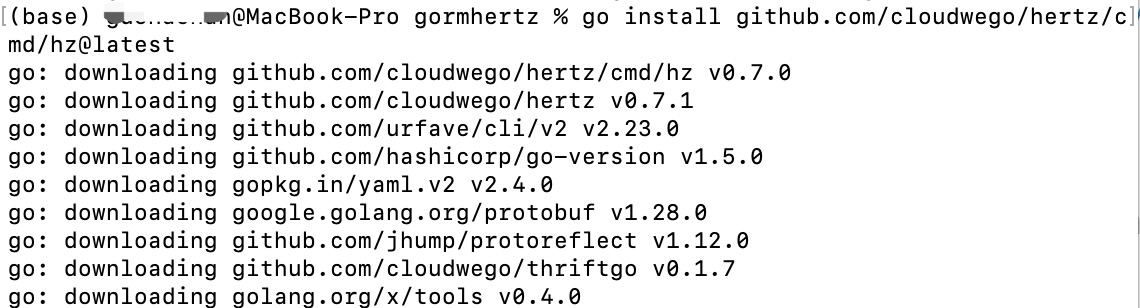 [(base) @MacBook-Pro gormhertz % go install github.com/cloudwego/hertz/c]
md/hz@latest
go: downloading github.com/cloudwego/hertz/cmd/hz v0.7.0
go: downloading github.com/cloudwego/hertz v0.7.1
go: downloading github.com/urfave/cli/v2 v2.23.0
go: downloading github.com/hashicorp/go-version v1.5.0
go: downloading gopkg.in/yaml.v2 v2.4.0
go: downloading google.golang.org/protobuf v1.28.0
go: downloading github.com/jhump/protoreflect v1.12.0
go: downloading github.com/cloudwego/thriftgo v0.1.7
go: downloading golang.org/x/tools v0.4.0